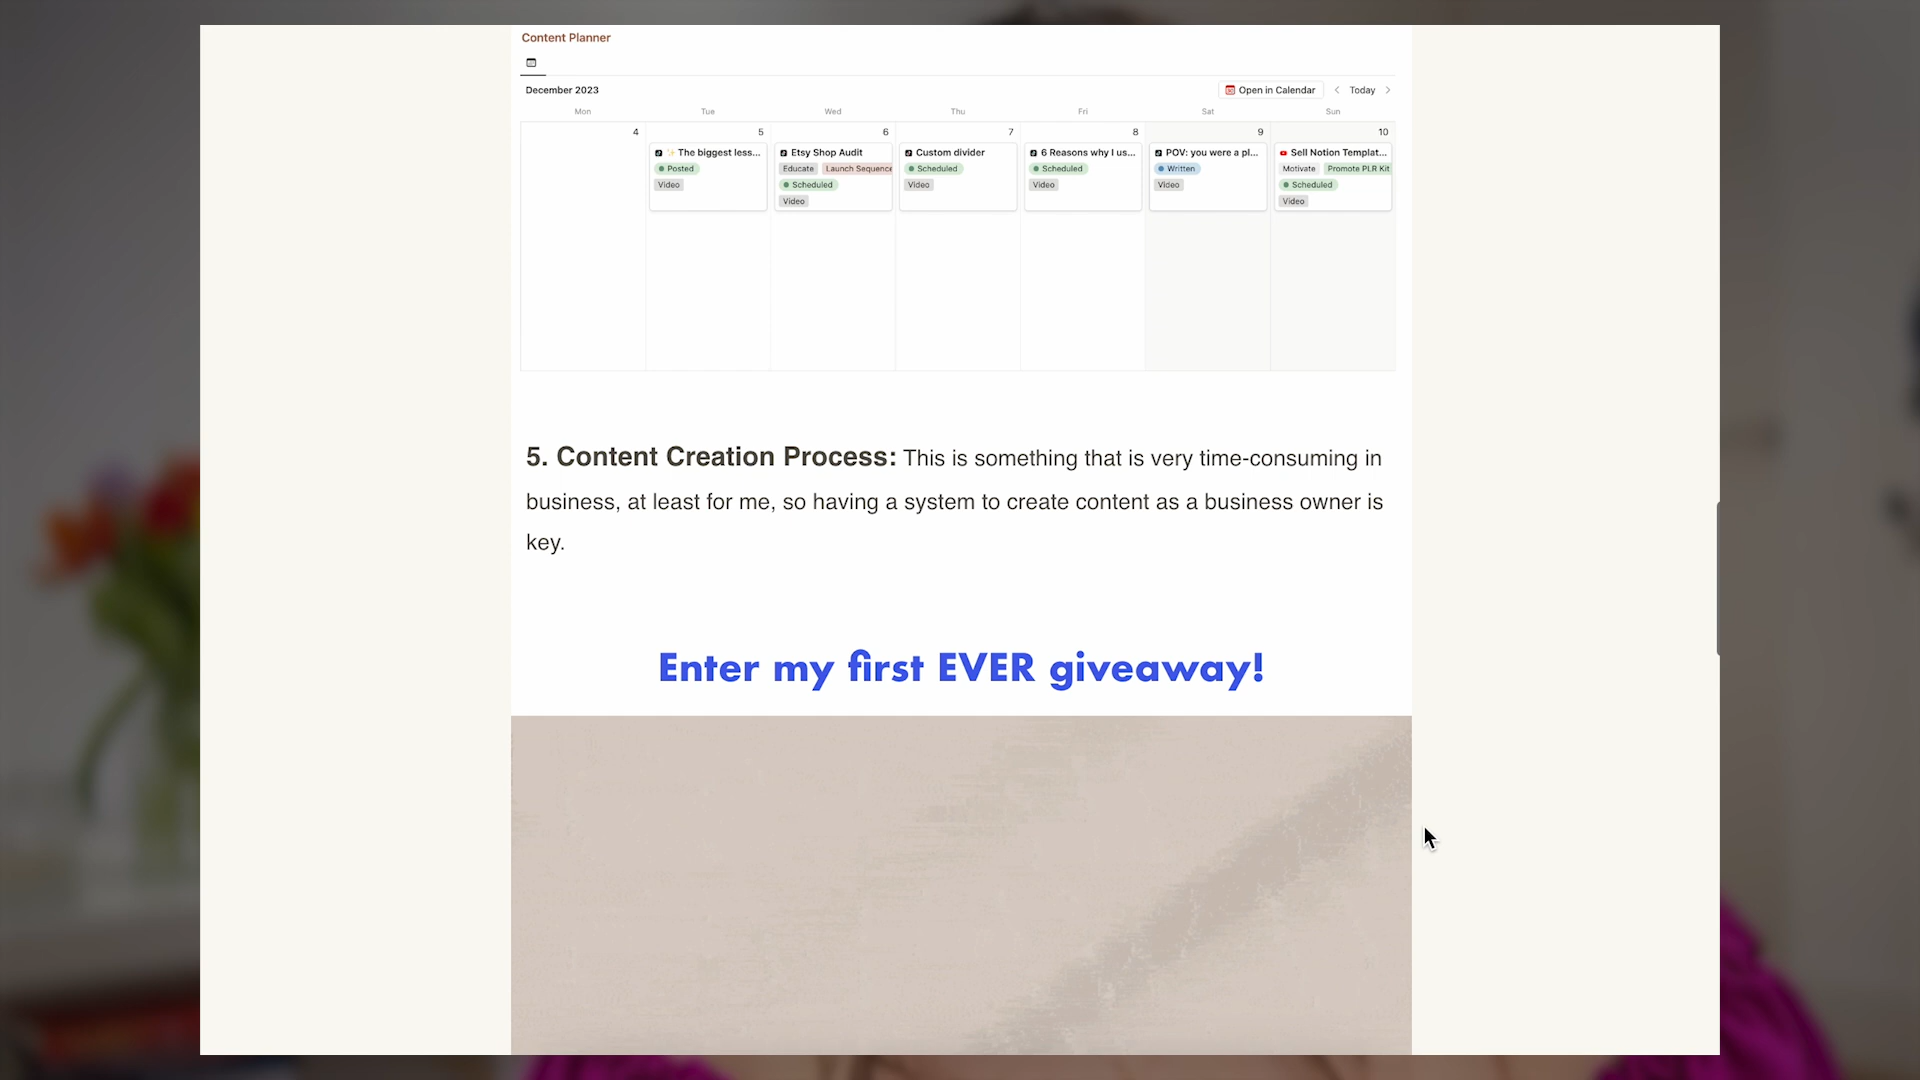 Content Planner
December 2023
Open in Calendar
Today
Mon Tue Wed Thu Fri Sat Sun
4 5 6 7 8 9 10
The biggest less...
Posted
Video
Etsy Shop Audit
Educate Launch Sequence
Scheduled
Video
Custom divider
Scheduled
Video
6 Reasons why I us...
Scheduled
Video
POV: you were a pl...
Written
Video
Sell Notion Templat...
Motivate Promote PLR Kit
Scheduled
Video
5. Content Creation Process: This is something that is very time-consuming in
business, at least for me, so having a system to create content as a business owner is
key.
Enter my first EVER giveaway!